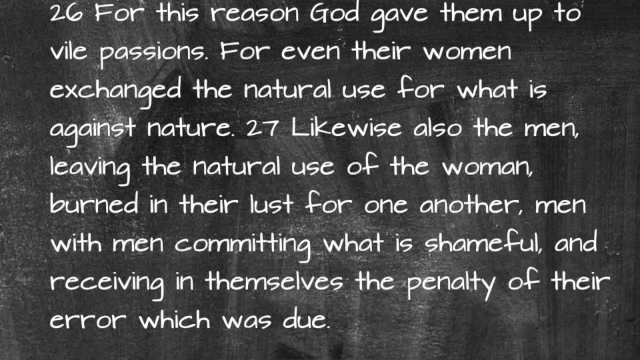 26 For this reason God gave them up to
vile passions. For even their women
exchanged the natural use for what is
against nature. 27 Likewise also the men,
leaving the natural use of the woman,
burned in their lust for one another, men
with men committing what is shameful, and
receiving in themselves the penalty of their
error which was due.